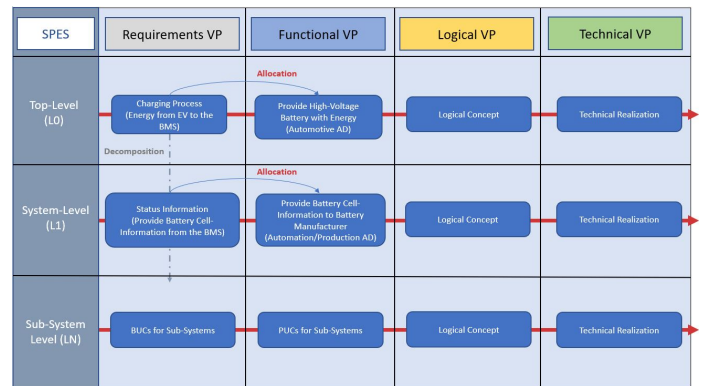 SPES
Requirements VP
Functional VP
Logical VP
Technical VP
Top-Level
(L0)
Allocation
Charging Process
(Energy from EV to the
BMS)
Provide High-Voltage
Battery with Energy
(Automotive AD)
Logical Concept
Technical Realization
Decomposition
System-Level
(L1)
Allocation
Status Information
(Provide Battery Cell-
Information from the BMS)
Provide Battery Cell-
Information to Battery
Manufacturer
(Automation/Production AD)
Logical Concept
Technical Realization
Sub-System
Level (LN)
BUCs for Sub-Systems
PUCs for Sub-Systems
Logical Concept
Technical Realization